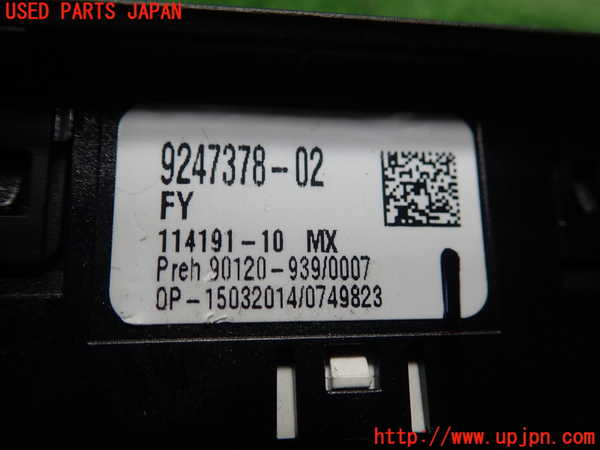 USED PARTS JAPAN
9247378-02
FY
114191-10 MX
Preh 90120-939/0007
OP-15032014/0749823
https://www.upjpn.com/